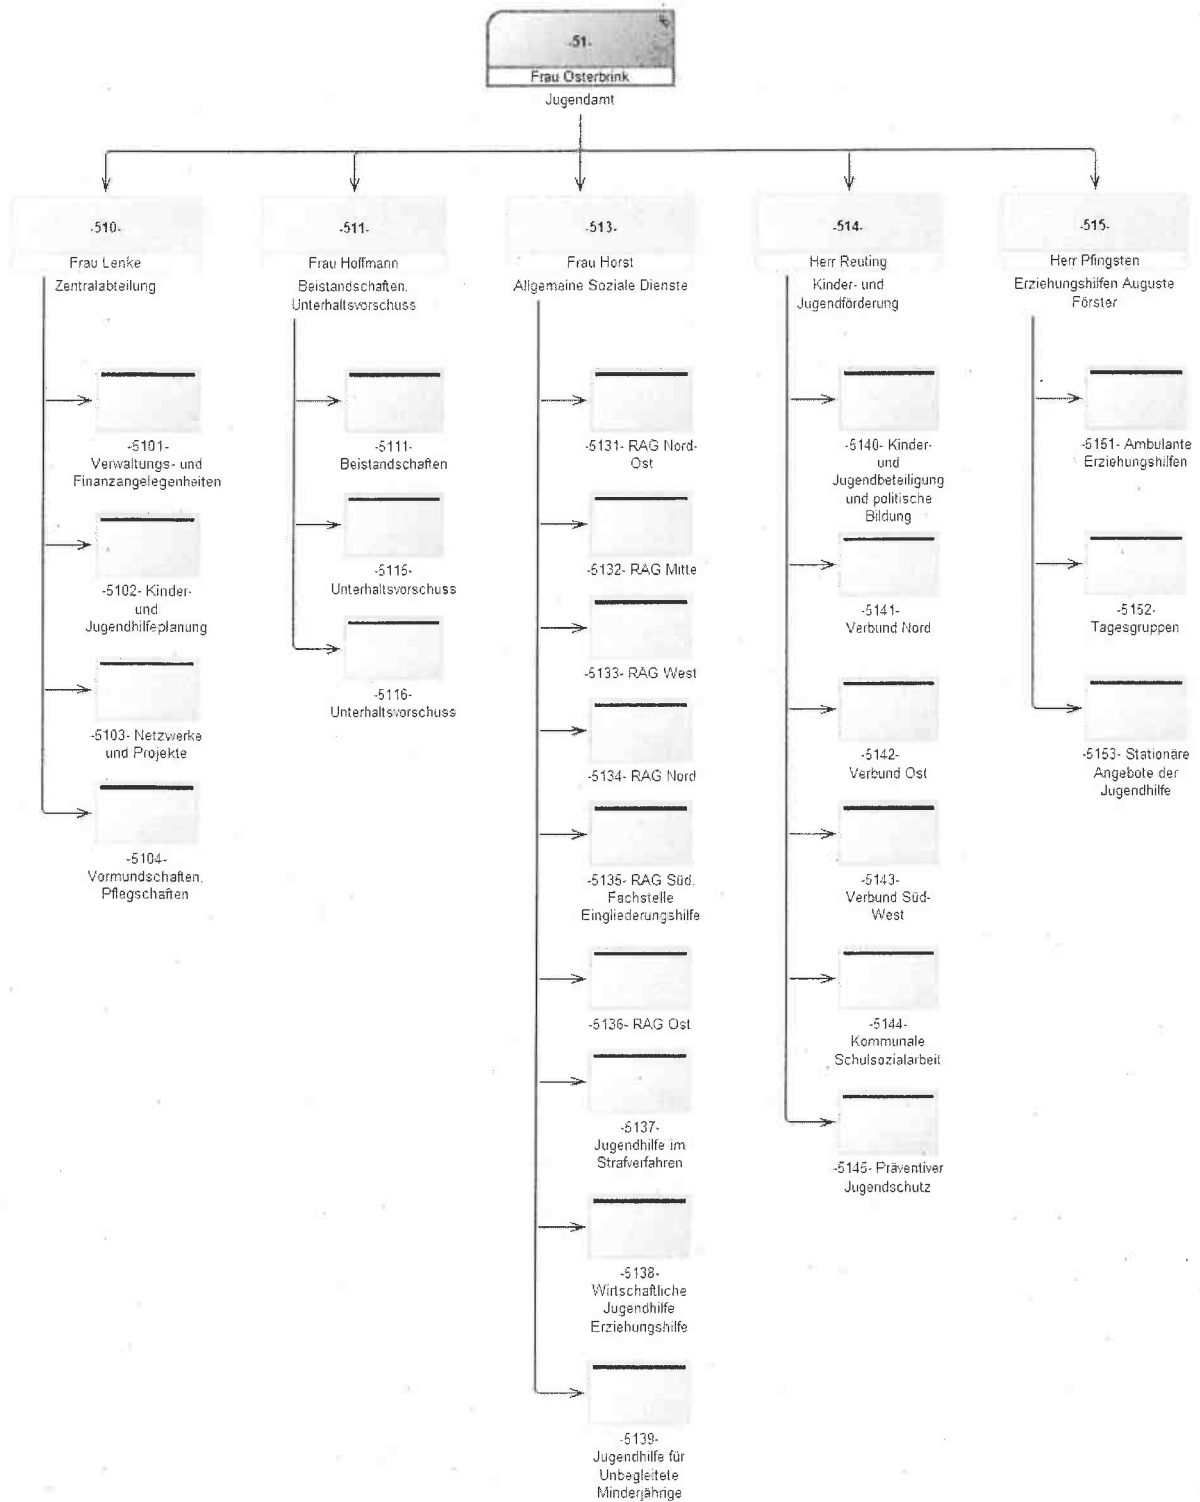 -51-
Frau Osterbrink
Jugendamt
-510-
Frau Lenke
Zentralabteilung
-5101-
Verwaltungs- und
Finanzangelegenheiten
-5102- Kinder-
und
Jugendhilfeplanung
-5103- Netzwerke
und Projekte
-5104-
Vormundschaften,
Pflegschaften
-511-
Frau Hoffmann
Beistandschaften,
Unterhaltsvorschuss
-5111-
Beistandschaften
-5115-
Unterhaltsvorschuss
-5116-
Unterhaltsvorschuss
-513-
Frau Horst
Allgemeine Soziale Dienste
-5131- RAG Nord-
Ost
-5132- RAG Mitte
-5133- RAG West
-5134- RAG Nord
-5135- RAG Süd,
Fachstelle
Eingliederungshilfe
-5136- RAG Ost
-5137-
Jugendhilfe im
Strafverfahren
-5138-
Wirtschaftliche
Jugendhilfe
Erziehungshilfe
-5139-
Jugendhilfe für
Unbegleitete
Minderjährige
-514-
Herr Reuting
Kinder- und
Jugendförderung
-5140- Kinder-
und
Jugendbeteiligung
und politische
Bildung
-5141-
Verbund Nord
-5142-
Verbund Ost
-5143-
Verbund Süd-
West
-5144-
Kommunale
Schulsozialarbeit
-5145- Präventiver
Jugendschutz
-515-
Herr Pfingsten
Erziehungshilfen Auguste
Förster
-5151- Ambulante
Erziehungshilfen
-5152-
Tagesgruppen
-5153- Stationäre
Angebote der
Jugendhilfe